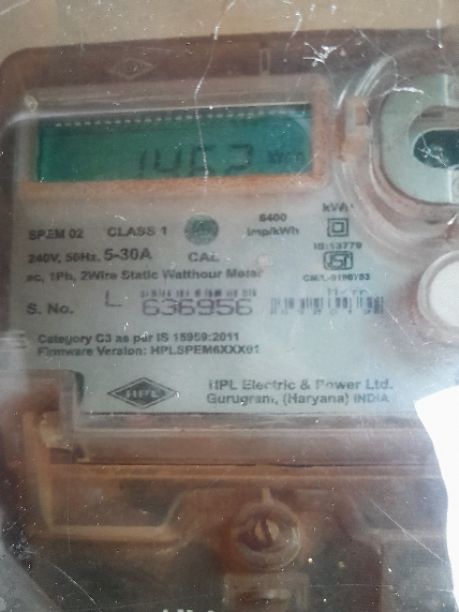 1462
SPEM 02 CLASS 1 6400 imp/kWh kVA
240V, 50Hz, 5-30A CAL IS:13779
ac, 1Ph, 2Wire Static Watthour Meter
S. No. L 636956
Category C3 as per IS 15959:2011
Firmware Version: HPLSPEM6XXX01
HPL HPL Electric & Power Ltd.
Gurugram, (Haryana) INDIA